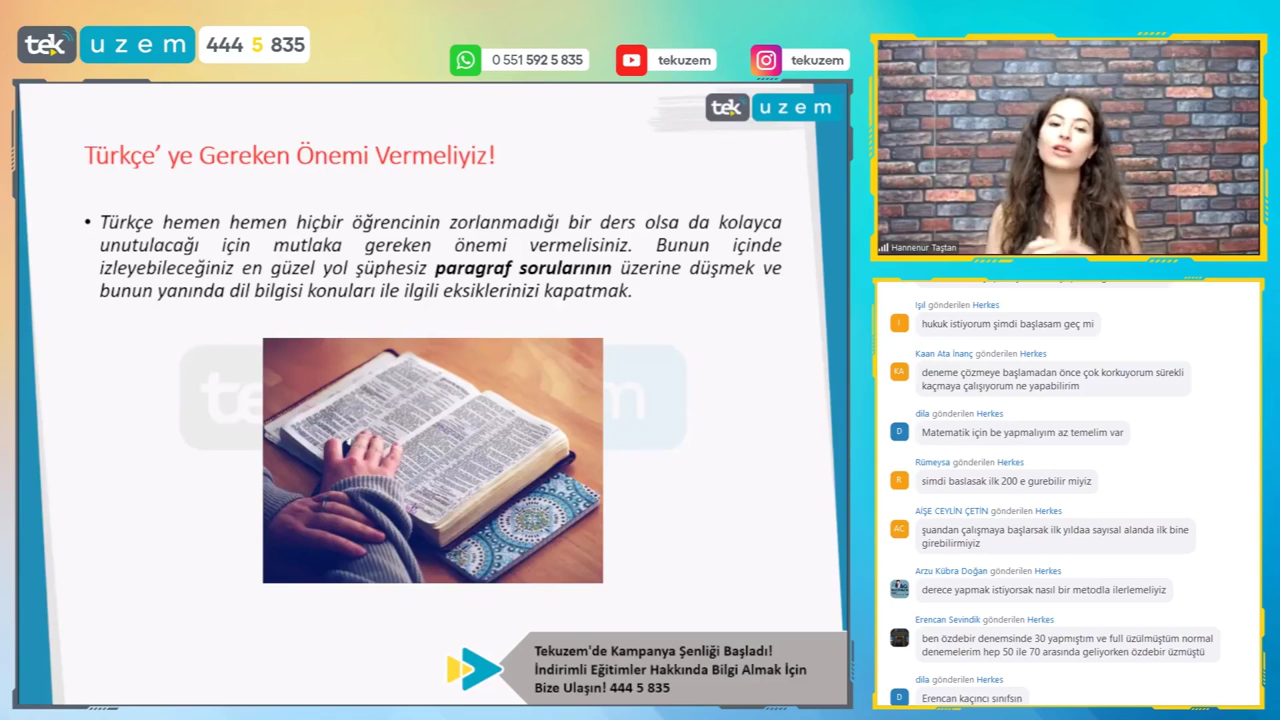 tek uzem 444 5 835
0 551 592 5 835
tekuzem
tekuzem
tek uzem
Türkçe’ ye Gereken Önemi Vermeliyiz!
• Türkçe hemen hemen hiçbir öğrencinin zorlanmadığı bir ders olsa da kolayca
unutulacağı için mutlaka gereken önemi vermelisiniz. Bunun içinde
izleyebileceğiniz en güzel yol şüphesiz paragraf sorularının üzerine düşmek ve
bunun yanında dil bilgisi konuları ile ilgili eksiklerinizi kapatmak.
Tekuzem'de Kampanya Şenliği Başladı!
İndirimli Eğitimler Hakkında Bilgi Almak İçin
Bize Ulaşın! 444 5 835
Hannenur Taştan
Işıl gönderilen Herkes
I
hukuk istiyorum şimdi başlasam geç mi
Kaan Ata İnanç gönderilen Herkes
KA
deneme çözmeye başlamadan önce çok korkuyorum sürekli
kaçmaya çalışıyorum ne yapabilirim
dila gönderilen Herkes
D
Matematik için be yapmalıyım az temelim var
Rümeysa gönderilen Herkes
R
simdi baslasak ilk 200 e gurebilir miyiz
AİŞE CEYLİN ÇETİN gönderilen Herkes
AC
şuandan çalışmaya başlarsak ilk yıldaa sayısal alanda ilk bine
girebilirmiyiz
Arzu Kübra Doğan gönderilen Herkes
derece yapmak istiyorsak nasıl bir metodla ilerlemeliyiz
Erencan Sevindik gönderilen Herkes
ben özdebir denemsinde 30 yapmıştım ve full üzülmüştüm normal
denemelerim hep 50 ile 70 arasında geliyorken özdebir üzmüştü
dila gönderilen Herkes
D
Erencan kaçıncı sınıfsın